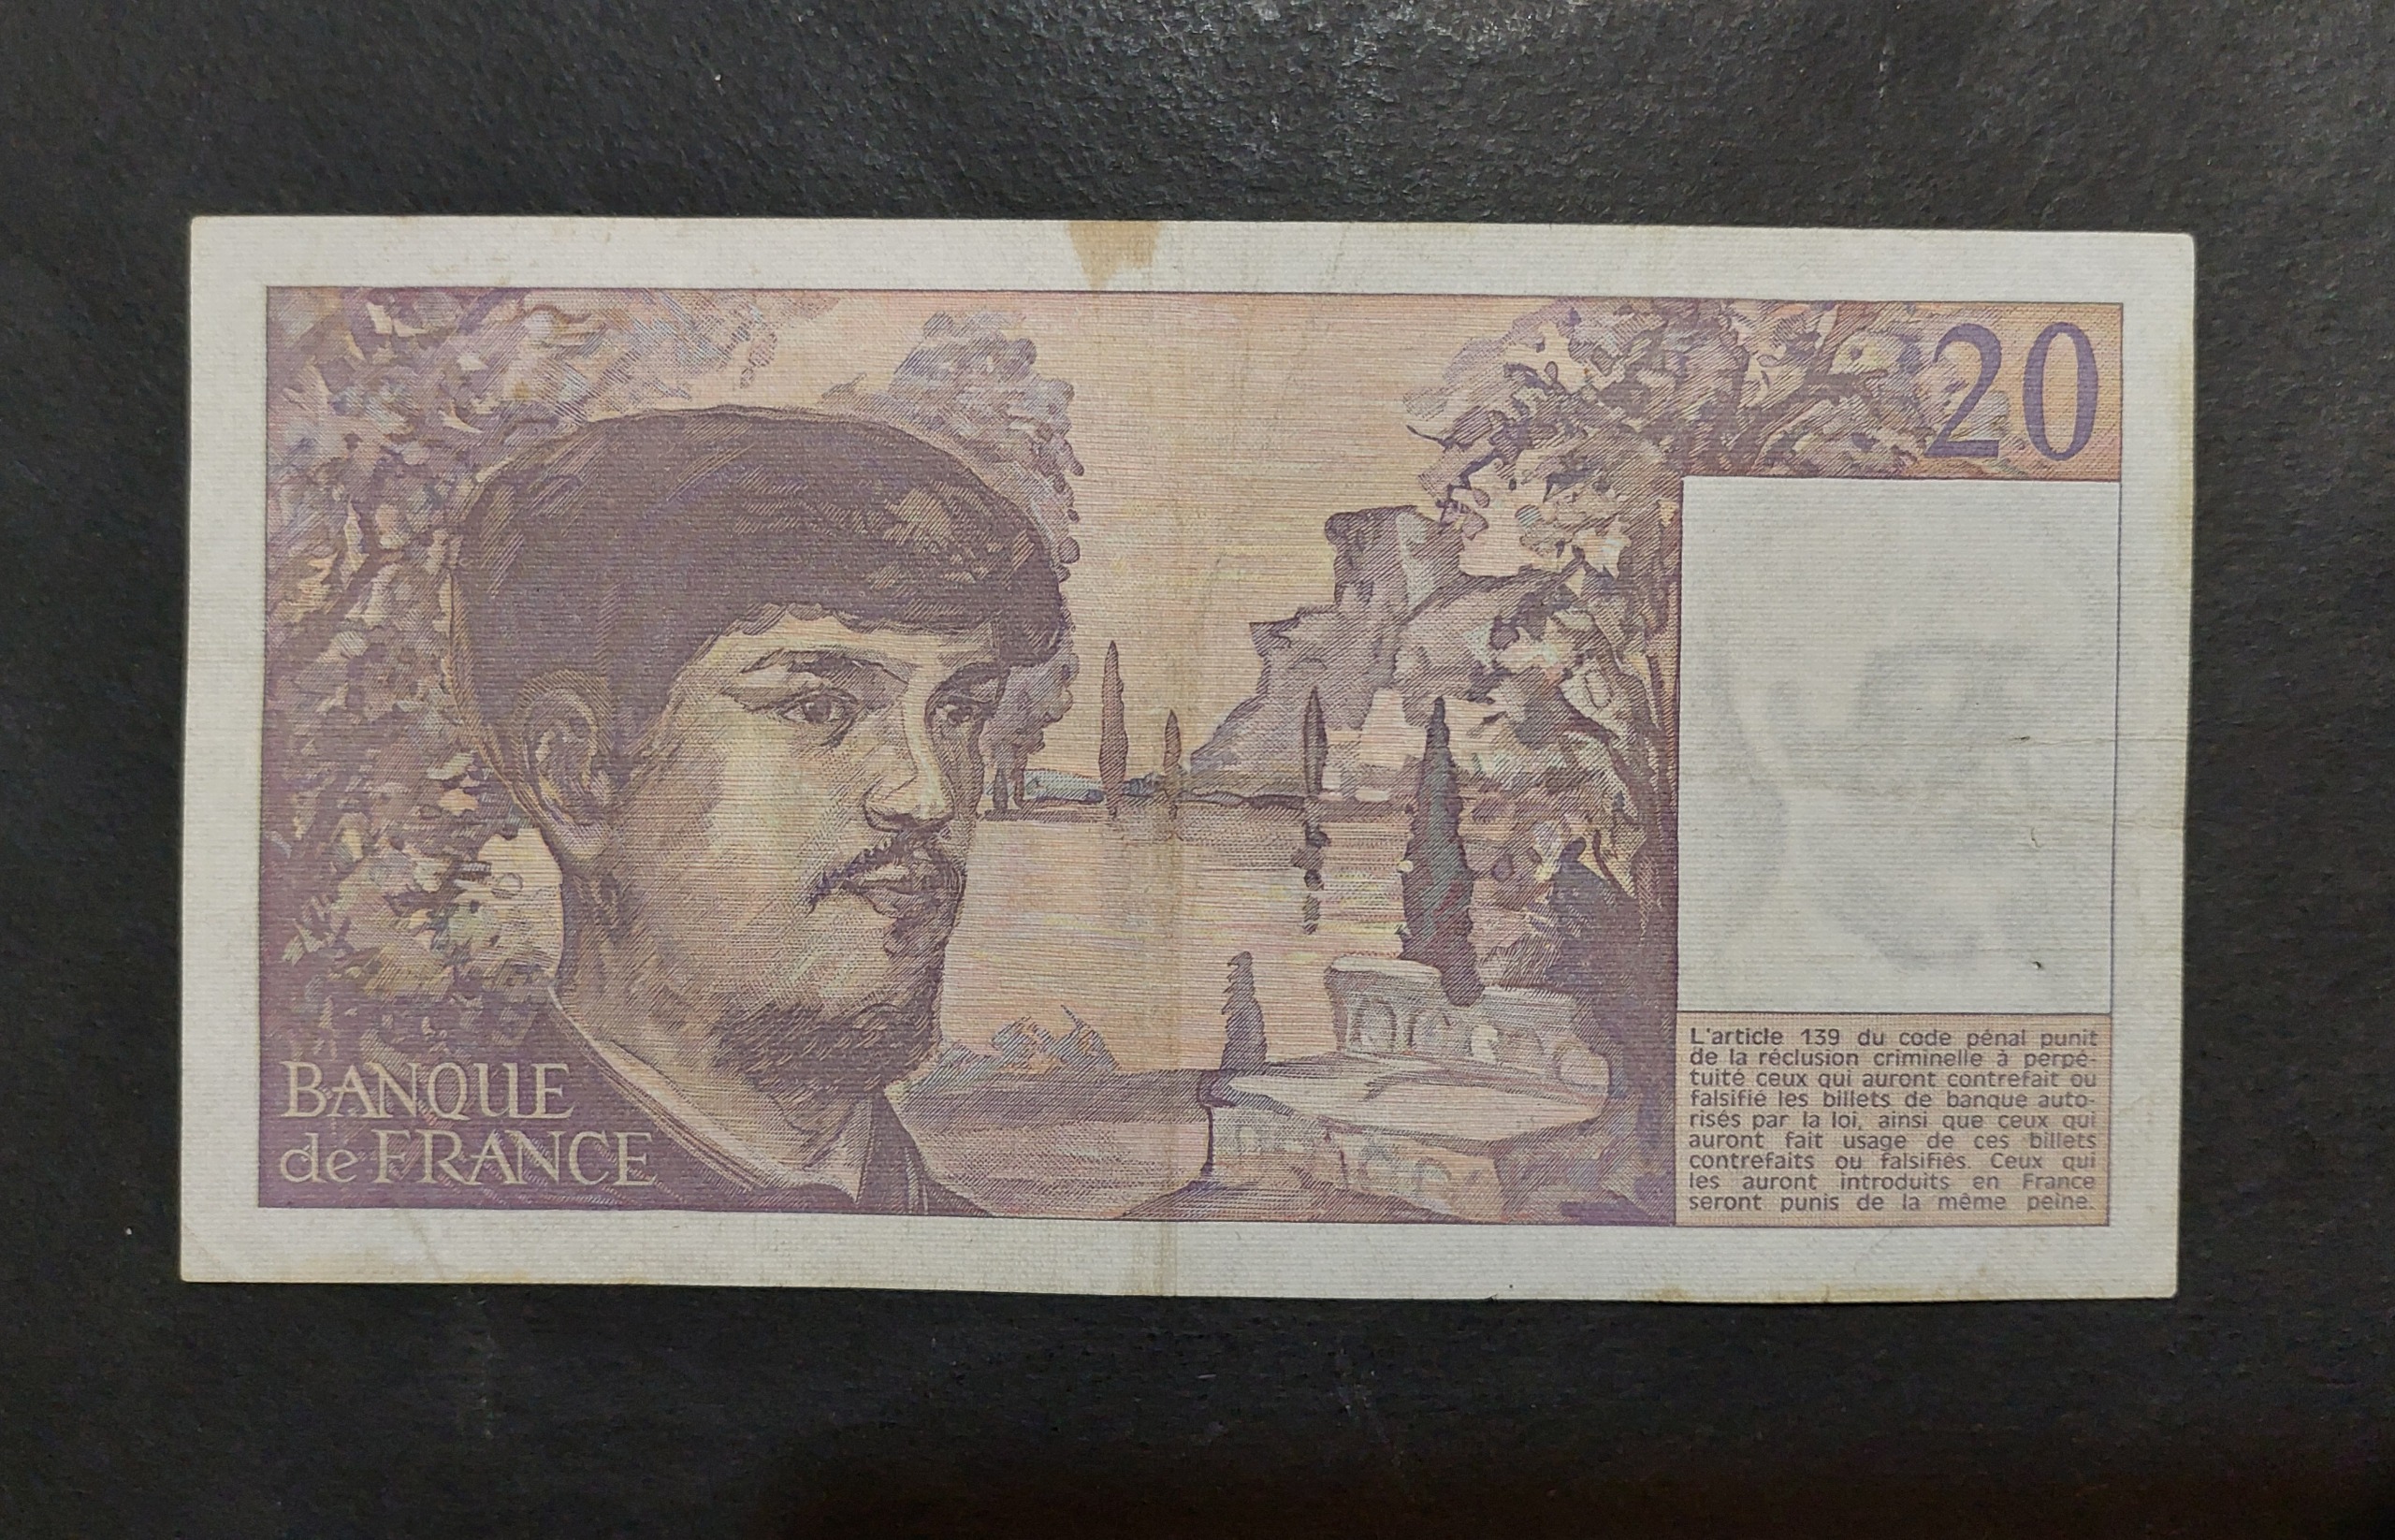 20
BANQUE
de FRANCE
L'article 139 du code pénal punit
de la réclusion criminelle à perpé-
tuité ceux qui auront contrefait ou
falsifié les billets de banque auto-
risés par la loi, ainsi que ceux qui
auront fait usage de ces billets
contrefaits ou falsifiés. Ceux qui
les auront introduits en France
seront punis de la même peine.